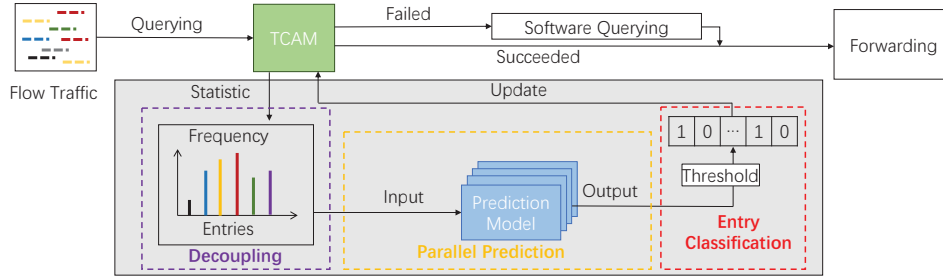 Flow Traffic
Querying
TCAM
Failed
Software Querying
Succeeded
Forwarding
Statistic
Update
Frequency
Entries
Decoupling
Input
Prediction
Model
Parallel Prediction
Output
1 0 ··· 1 0
Threshold
Entry
Classification